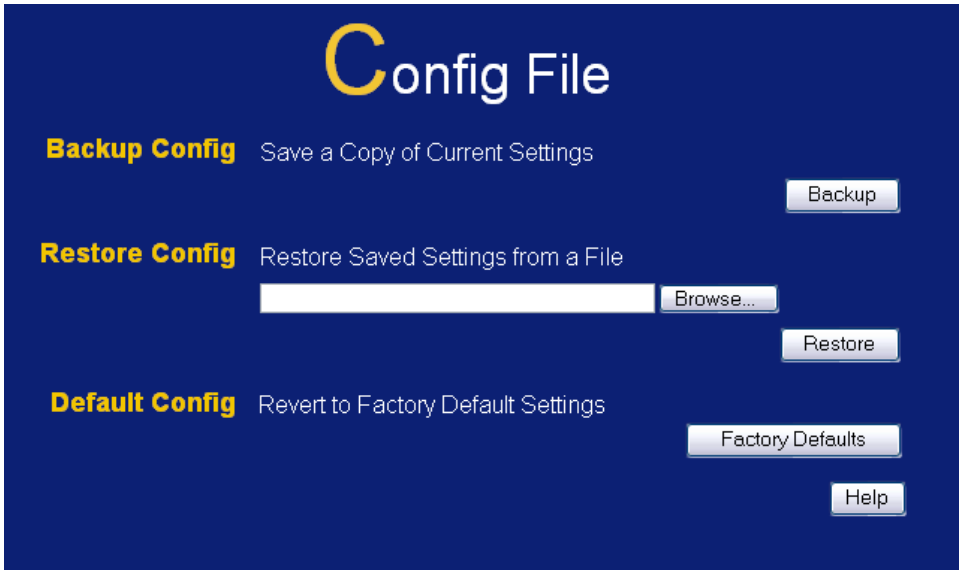 Config File
Backup Config Save a Copy of Current Settings
Backup
Restore Config Restore Saved Settings from a File
Browse...
Restore
Default Config Revert to Factory Default Settings
Factory Defaults
Help